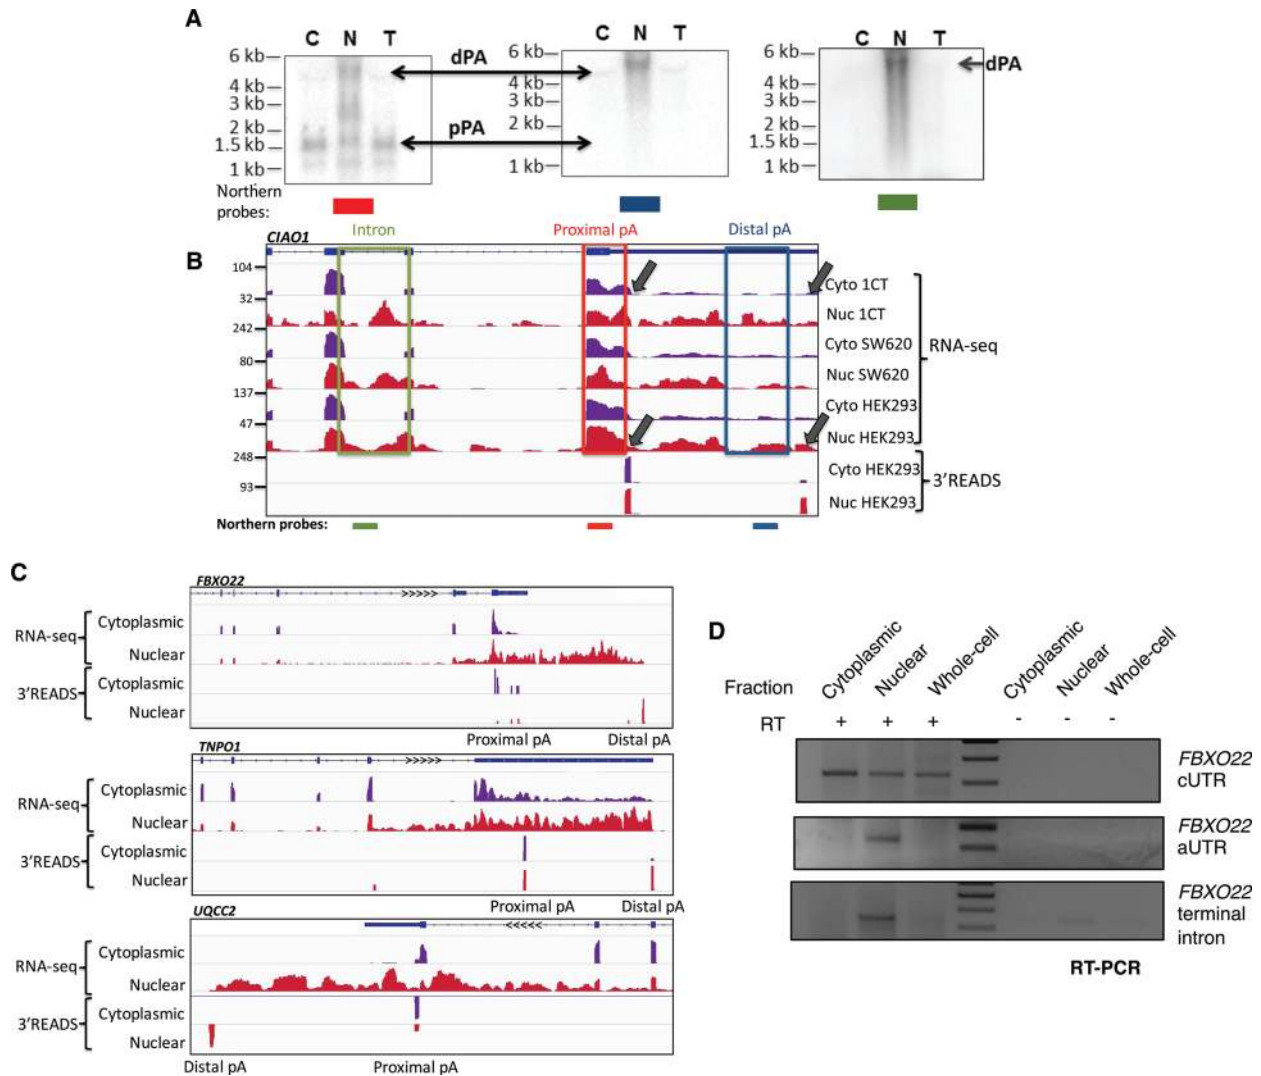 A
C N T
6 kb
4 kb
3 kb
2 kb
1.5 kb
1 kb
dPA
pPA
C N T
6 kb
4 kb
3 kb
2 kb
1 kb
C N T
6 kb
4 kb
3 kb
2 kb
1.5 kb
1 kb
dPA
Northern
probes:
B
CIAO1
Intron
Proximal pA
Distal pA
104
32
242
80
137
47
248
93
Cyto 1CT
Nuc 1CT
Cyto SW620
Nuc SW620
Cyto HEK293
Nuc HEK293
Cyto HEK293
Nuc HEK293
RNA-seq
3'READS
Northern probes:
C
FBXO22
>>>>>
RNA-seq
Cytoplasmic
Nuclear
3'READS
Cytoplasmic
Nuclear
Proximal pA
Distal pA
TNPO1
>>>>>
RNA-seq
Cytoplasmic
Nuclear
3'READS
Cytoplasmic
Nuclear
Proximal pA
Distal pA
UQCC2
<<<<<
RNA-seq
Cytoplasmic
Nuclear
3'READS
Cytoplasmic
Nuclear
Distal pA
Proximal pA
D
Fraction
Cytoplasmic
Nuclear
Whole-cell
Cytoplasmic
Nuclear
Whole-cell
RT + + + - - -
FBXO22
cUTR
FBXO22
aUTR
FBXO22
terminal
intron
RT-PCR